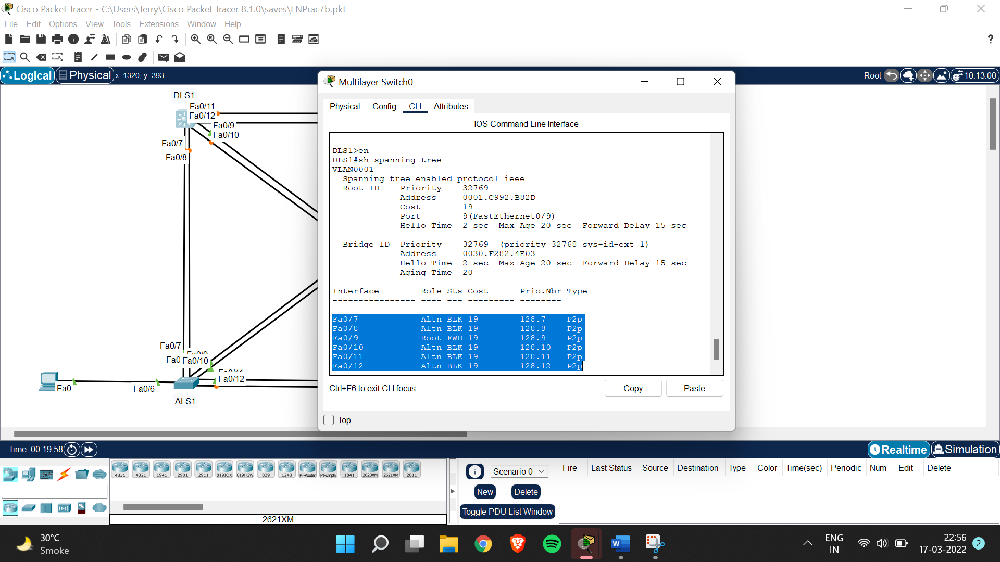 Cisco Packet Tracer - C:\Users\Terry\Cisco Packet Tracer 8.1.0\saves\ENPrac7b.pkt
File Edit Options View Tools Extensions Window Help
Logical Physical x: 1320, y: 393
Root 10:13:00
DLS1
Fa0/11
Fa0/12
Fa0/9
Fa0/10
Fa0/7
Fa0/8
Fa0/7
Fa0 Fa0/10
Fa0/12
Fa0
Fa0/6
ALS1
Multilayer Switch0
Physical Config CLI Attributes
IOS Command Line Interface
DLS1>en
DLS1#sh spanning-tree
VLAN0001
Spanning tree enabled protocol ieee
Root ID Priority 32769
Address 0001.C992.B82D
Cost 19
Port 9(FastEthernet0/9)
Hello Time 2 sec Max Age 20 sec Forward Delay 15 sec
Bridge ID Priority 32769 (priority 32768 sys-id-ext 1)
Address 0030.F282.4E03
Hello Time 2 sec Max Age 20 sec Forward Delay 15 sec
Aging Time 20
Interface Role Sts Cost Prio.Nbr Type
---------------- ---- --- --------- --------
--------------------------------
Fa0/7 Altn BLK 19 128.7 P2p
Fa0/8 Altn BLK 19 128.8 P2p
Fa0/9 Root FWD 19 128.9 P2p
Fa0/10 Altn BLK 19 128.10 P2p
Fa0/11 Altn BLK 19 128.11 P2p
Fa0/12 Altn BLK 19 128.12 P2p
Ctrl+F6 to exit CLI focus
Copy Paste
Top
Time: 00:19:58
Realtime Simulation
4331 4321 1941 2901 2911 819IOX 819HGW 829 1240 PT-Router PT-Empty 1841 2620XM 2621XM 2811
2621XM
Scenario 0
New Delete
Toggle PDU List Window
Fire Last Status Source Destination Type Color Time(sec) Periodic Num Edit Delete
30°C
Smoke
ENG
IN
22:56
17-03-2022
2